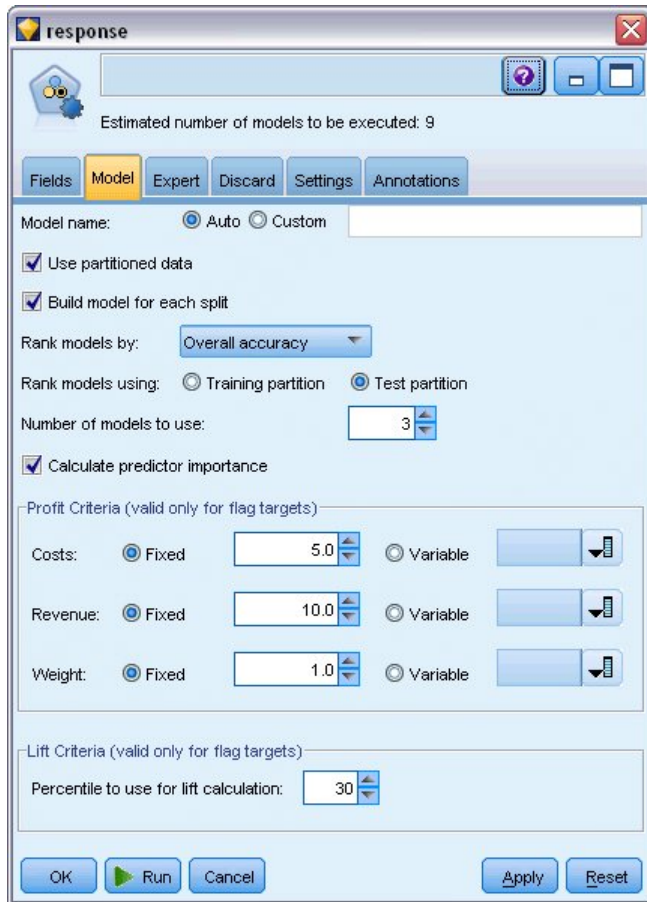 response
Estimated number of models to be executed: 9
Fields Model Expert Discard Settings Annotations
Model name: Auto Custom
Use partitioned data
Build model for each split
Rank models by: Overall accuracy
Rank models using: Training partition Test partition
Number of models to use: 3
Calculate predictor importance
Profit Criteria (valid only for flag targets)
Costs: Fixed 5.0 Variable
Revenue: Fixed 10.0 Variable
Weight: Fixed 1.0 Variable
Lift Criteria (valid only for flag targets)
Percentile to use for lift calculation: 30
OK Run Cancel Apply Reset